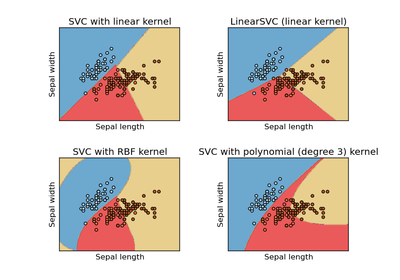 SVC with linear kernel
LinearSVC (linear kernel)
Sepal width
Sepal length
Sepal width
Sepal length
SVC with RBF kernel
SVC with polynomial (degree 3) kernel
Sepal width
Sepal length
Sepal width
Sepal length